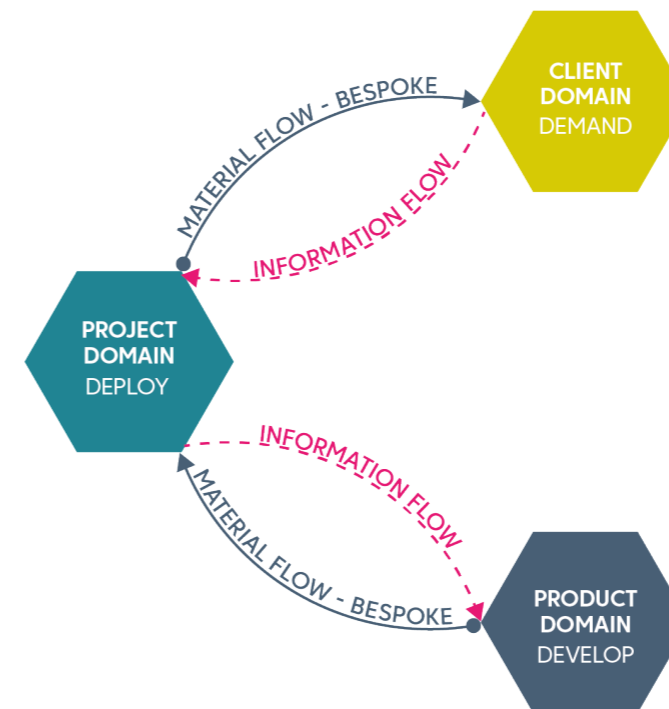 CLIENT
DOMAIN
DEMAND
MATERIAL FLOW - BESPOKE
INFORMATION FLOW
PROJECT
DOMAIN
DEPLOY
INFORMATION FLOW
MATERIAL FLOW - BESPOKE
PRODUCT
DOMAIN
DEVELOP